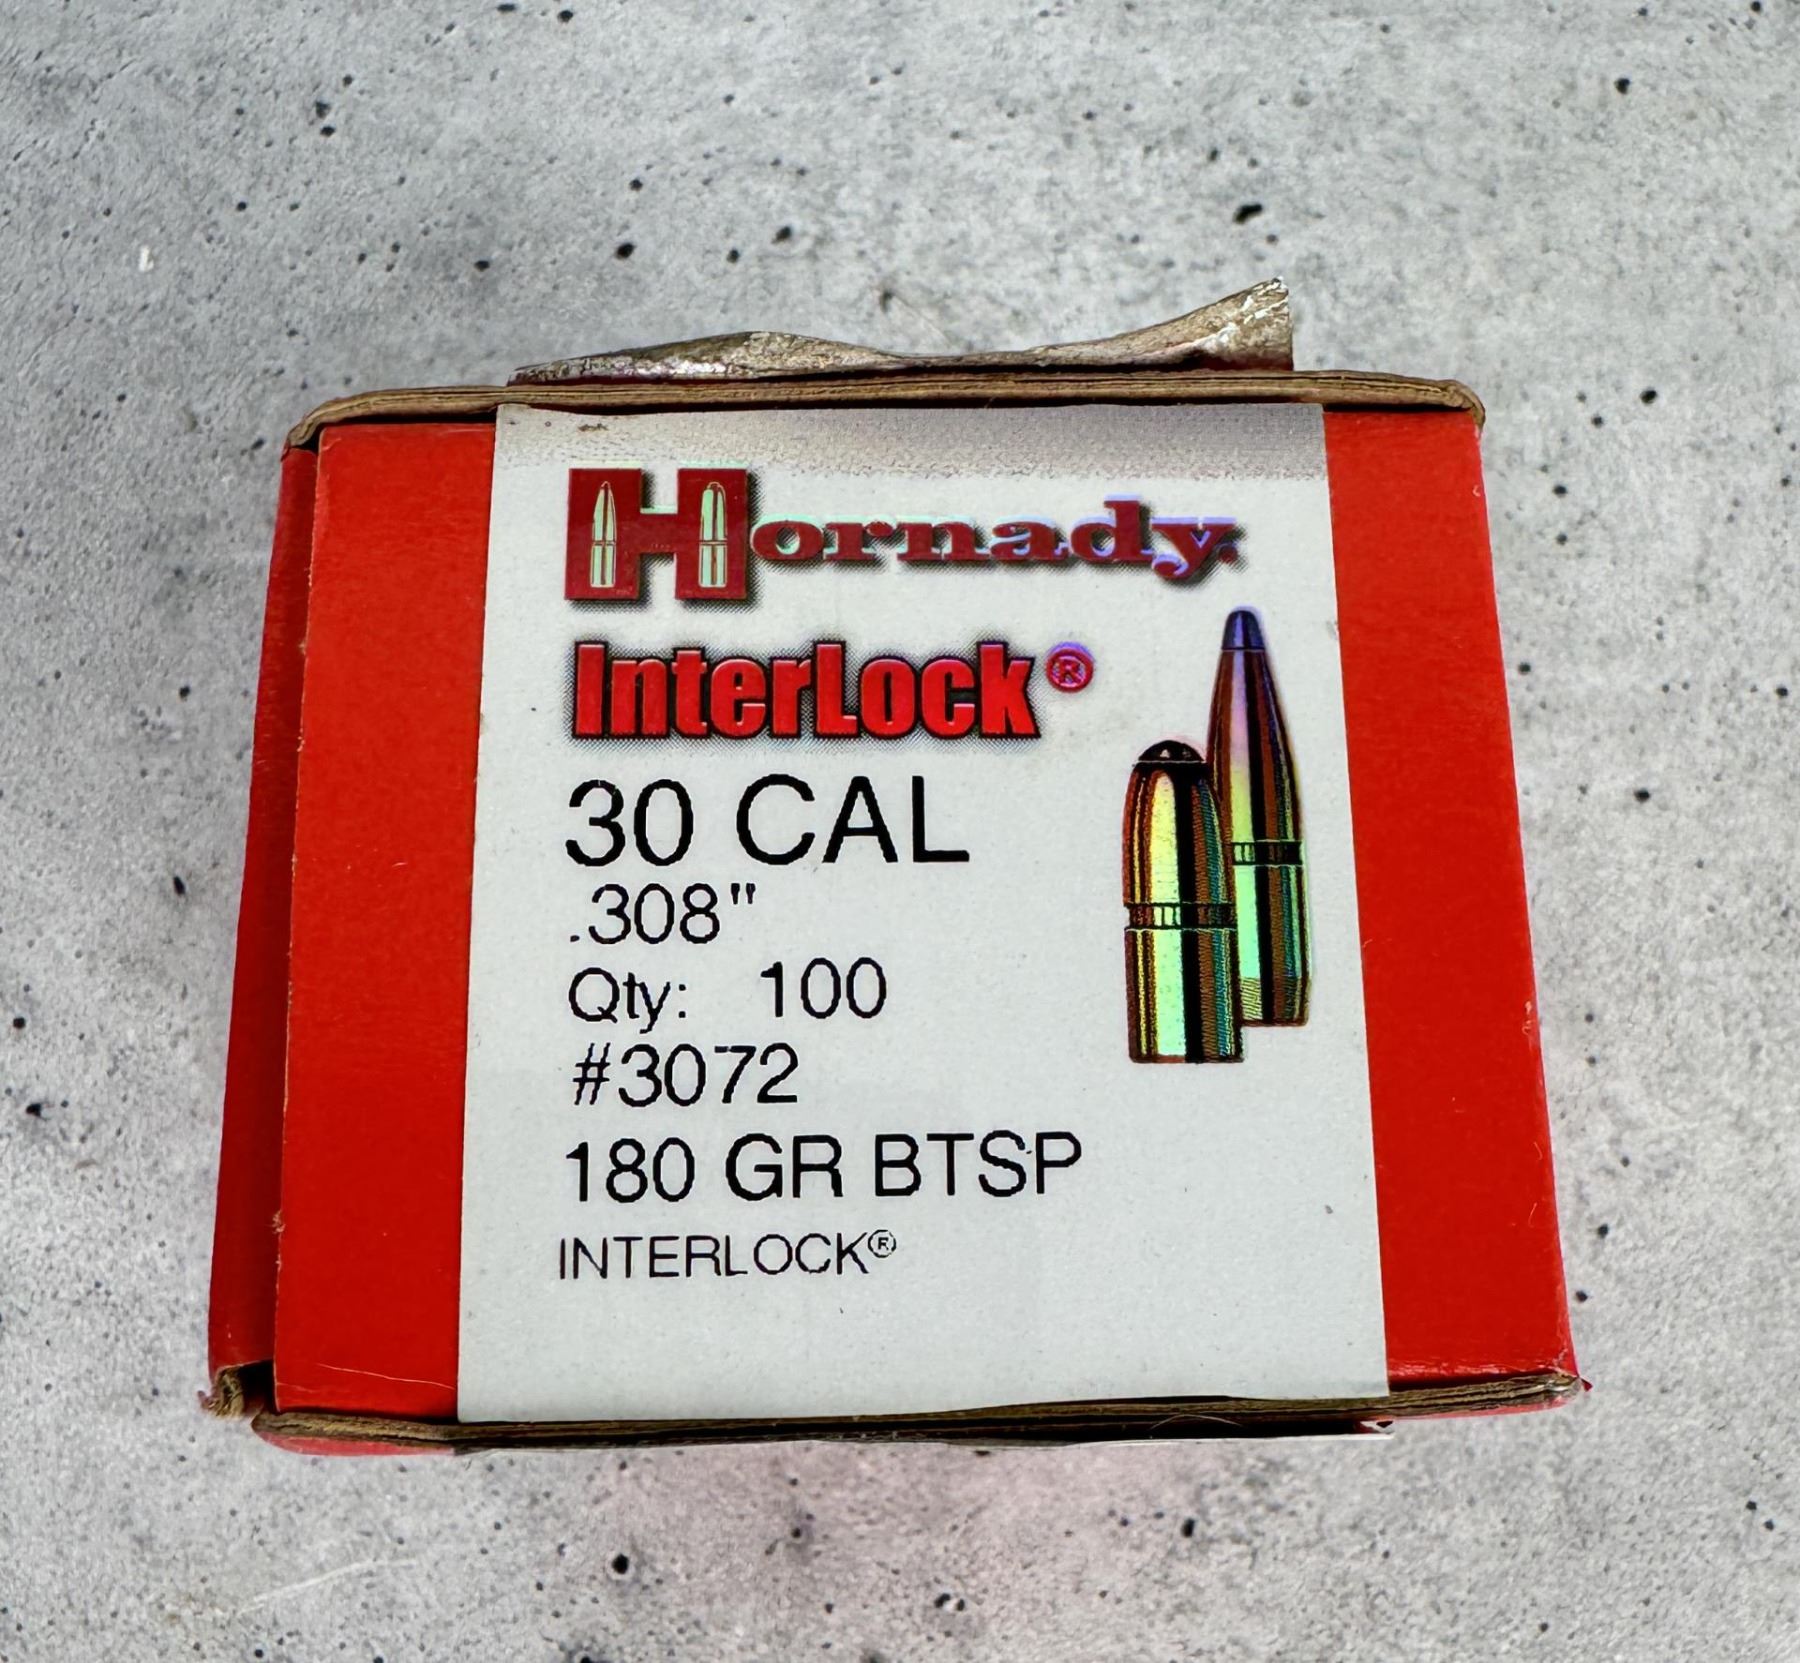 Hornady
InterLock®
30 CAL
.308"
Qty: 100
#3072
180 GR BTSP
INTERLOCK®